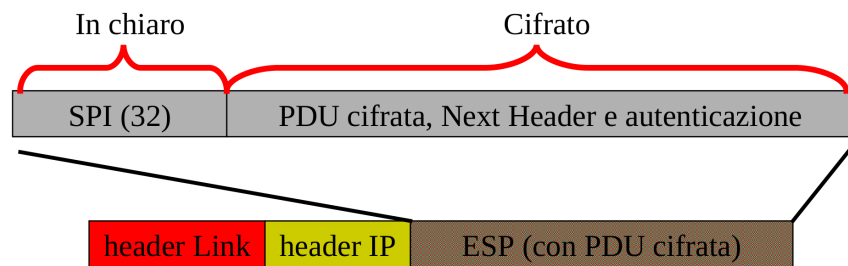 In chiaro Cifrato
SPI (32) PDU cifrata, Next Header e autenticazione
header Link header IP ESP (con PDU cifrata)